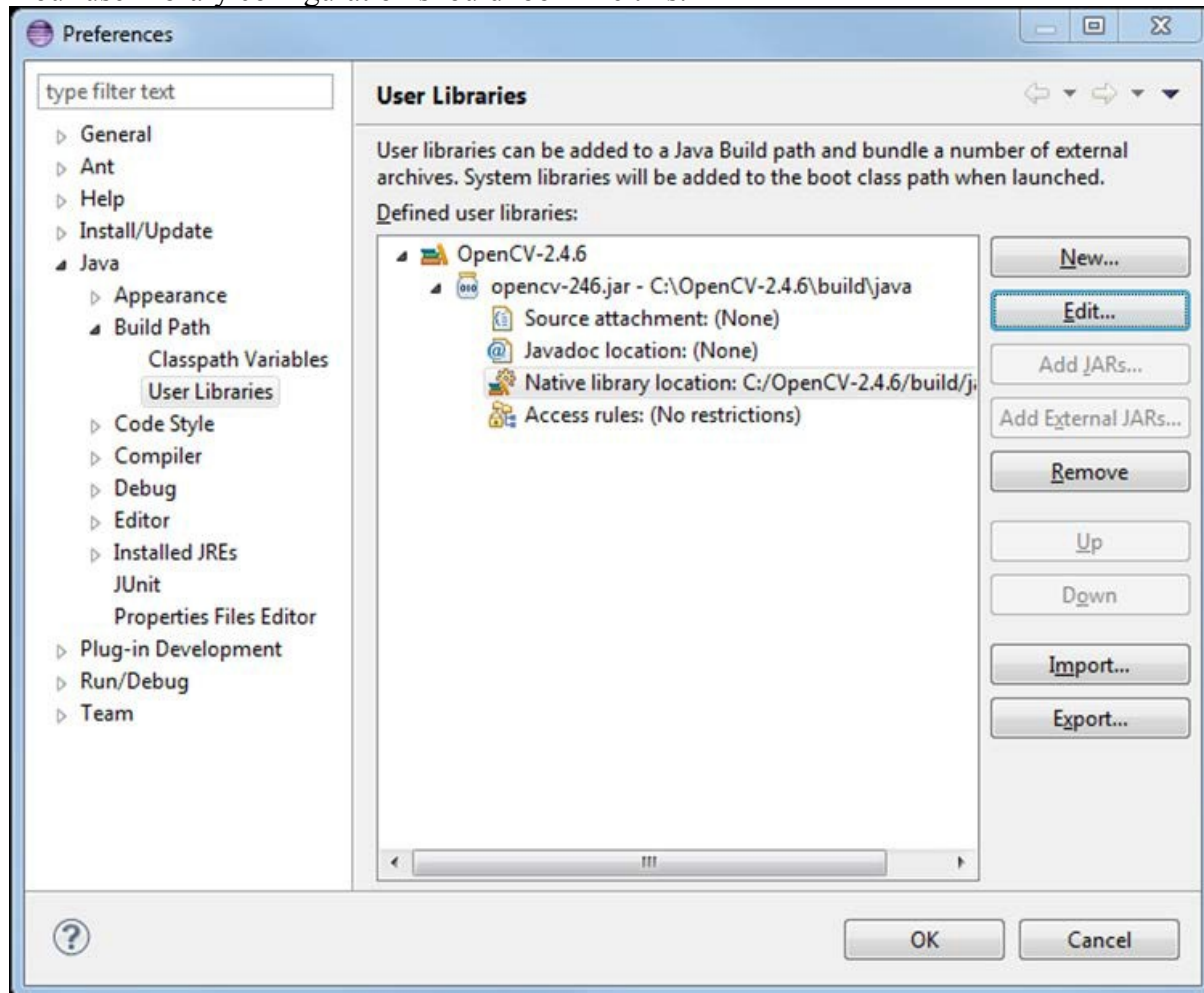 Preferences
type filter text
General
Ant
Help
Install/Update
Java
Appearance
Build Path
Classpath Variables
User Libraries
Code Style
Compiler
Debug
Editor
Installed JREs
JUnit
Properties Files Editor
Plug-in Development
Run/Debug
Team
User Libraries
User libraries can be added to a Java Build path and bundle a number of external
archives. System libraries will be added to the boot class path when launched.
Defined user libraries:
OpenCV-2.4.6
opencv-246.jar - C:\OpenCV-2.4.6\build\java
Source attachment: (None)
Javadoc location: (None)
Native library location: C:/OpenCV-2.4.6/build/j
Access rules: (No restrictions)
New...
Edit...
Add JARs...
Add External JARs...
Remove
Up
Down
Import...
Export...
OK
Cancel